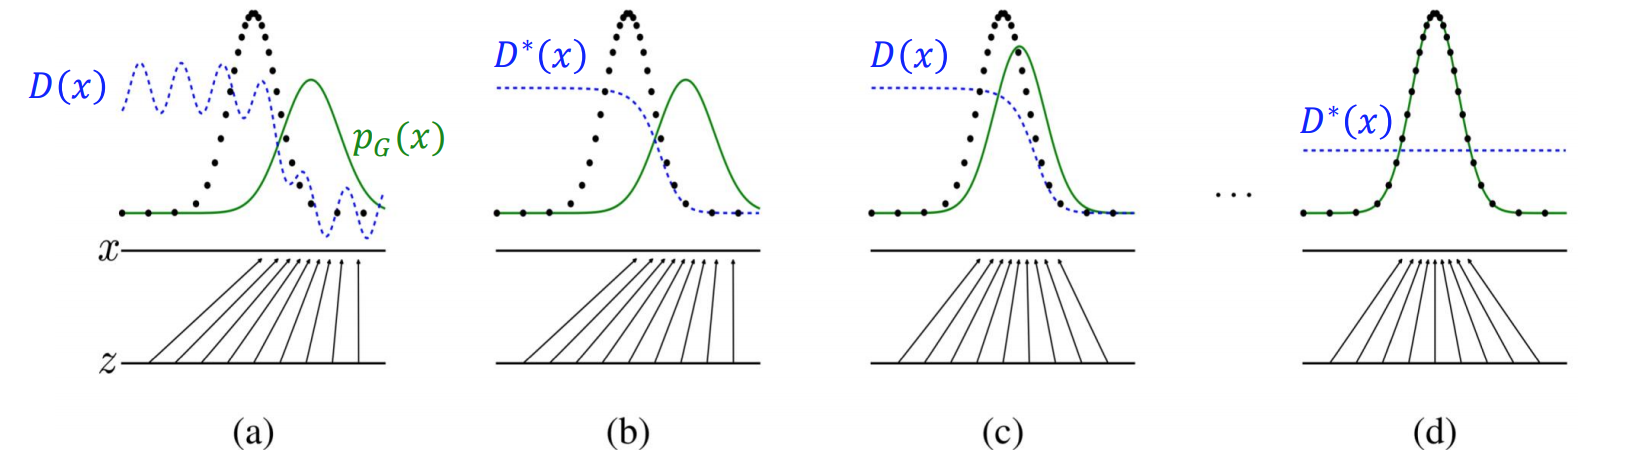 D(x)
p_G(x)
x
z
(a)
D*(x)
(b)
D(x)
(c)
...
D*(x)
(d)